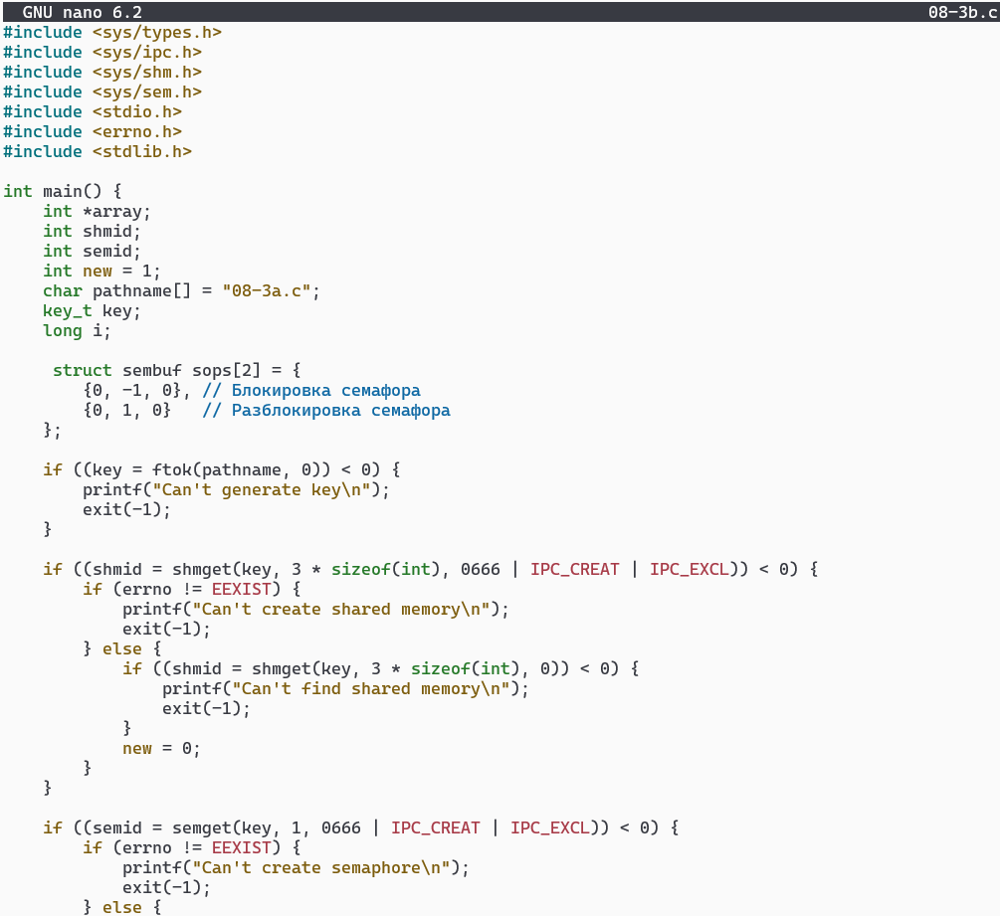 GNU nano 6.2 08-3b.c
#include <sys/types.h>
#include <sys/ipc.h>
#include <sys/shm.h>
#include <sys/sem.h>
#include <stdio.h>
#include <errno.h>
#include <stdlib.h>

int main() {
    int *array;
    int shmid;
    int semid;
    int new = 1;
    char pathname[] = "08-3a.c";
    key_t key;
    long i;

     struct sembuf sops[2] = {
        {0, -1, 0}, // Блокировка семафора
        {0, 1, 0}   // Разблокировка семафора
    };

    if ((key = ftok(pathname, 0)) < 0) {
        printf("Can't generate key\n");
        exit(-1);
    }

    if ((shmid = shmget(key, 3 * sizeof(int), 0666 | IPC_CREAT | IPC_EXCL)) < 0) {
        if (errno != EEXIST) {
            printf("Can't create shared memory\n");
            exit(-1);
        } else {
            if ((shmid = shmget(key, 3 * sizeof(int), 0)) < 0) {
                printf("Can't find shared memory\n");
                exit(-1);
            }
            new = 0;
        }
    }

    if ((semid = semget(key, 1, 0666 | IPC_CREAT | IPC_EXCL)) < 0) {
        if (errno != EEXIST) {
            printf("Can't create semaphore\n");
            exit(-1);
        } else {